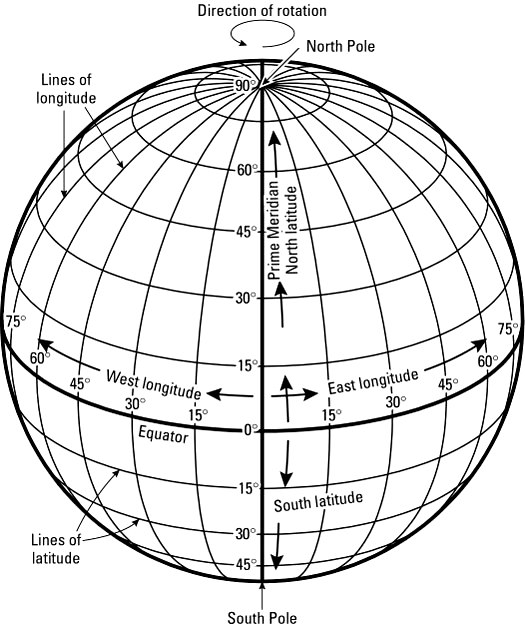 Direction of rotation
North Pole
Lines of
longitude
90°
60°
45°
30°
15°
0°
15°
30°
45°
Prime Meridian
North latitude
75°
60°
45°
30°
15°
15°
30°
45°
60°
75°
West longitude
East longitude
Equator
South latitude
Lines of
latitude
South Pole